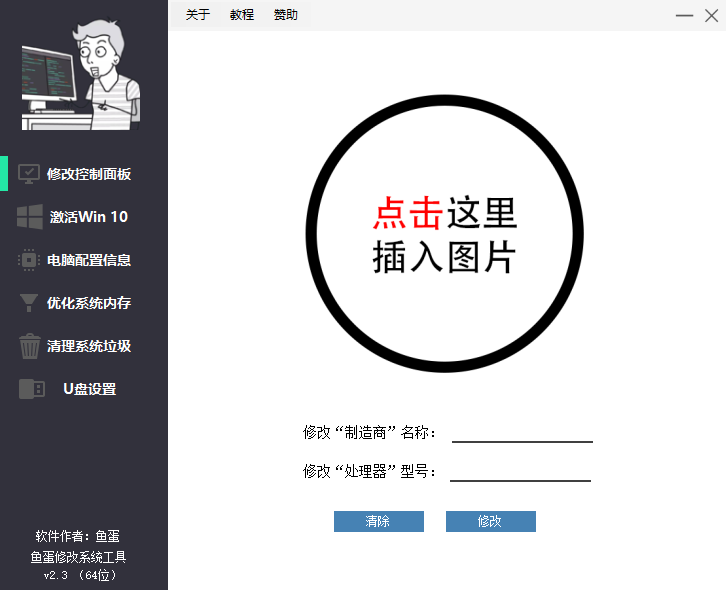 关于 教程 赞助
修改控制面板
激活Win 10
电脑配置信息
优化系统内存
清理系统垃圾
U盘设置
软件作者：鱼蛋
鱼蛋修改系统工具
v2.3 （64位）
点击这里
插入图片
修改“制造商”名称：
修改“处理器”型号：
清除 修改